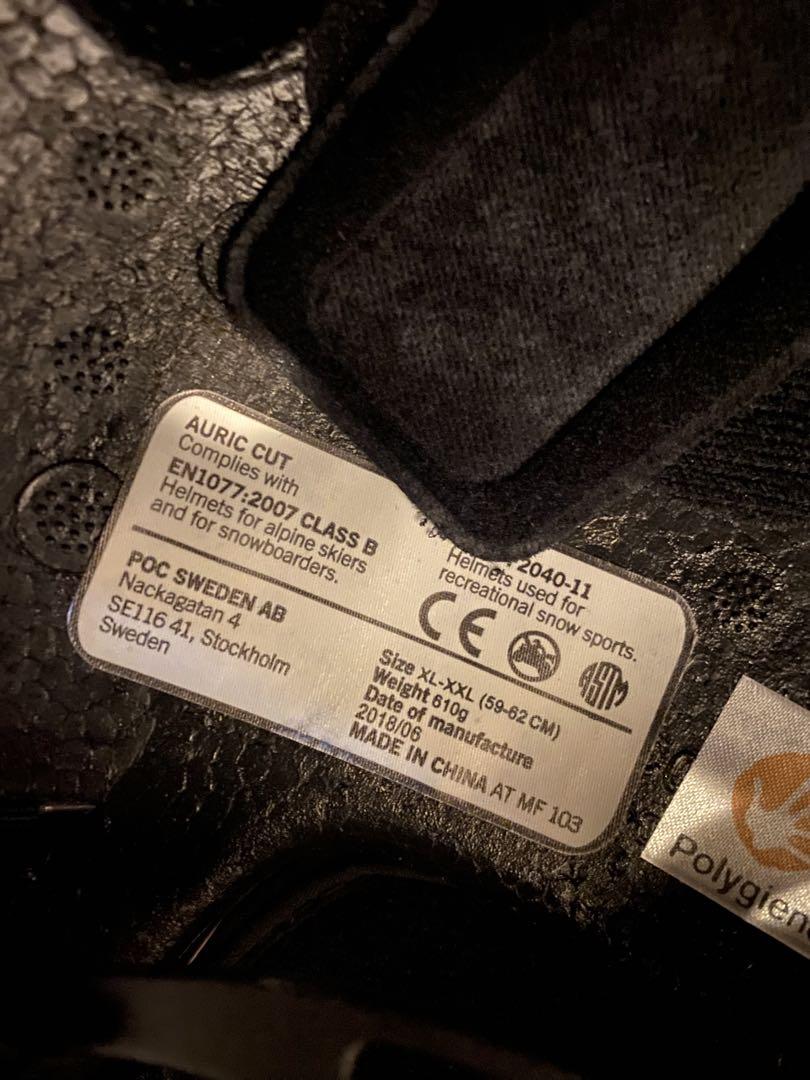 AURIC CUT
Complies with
EN1077:2007 CLASS B
Helmets for alpine skiers
and for snowboarders.
2040-11
Helmets used for
recreational snow sports.
CE
ASTM
POC SWEDEN AB
Nackagatan 4
SE116 41, Stockholm
Sweden
Size XL-XXL (59-62 CM)
Weight 610g
Date of manufacture
2018/06
MADE IN CHINA AT MF 103